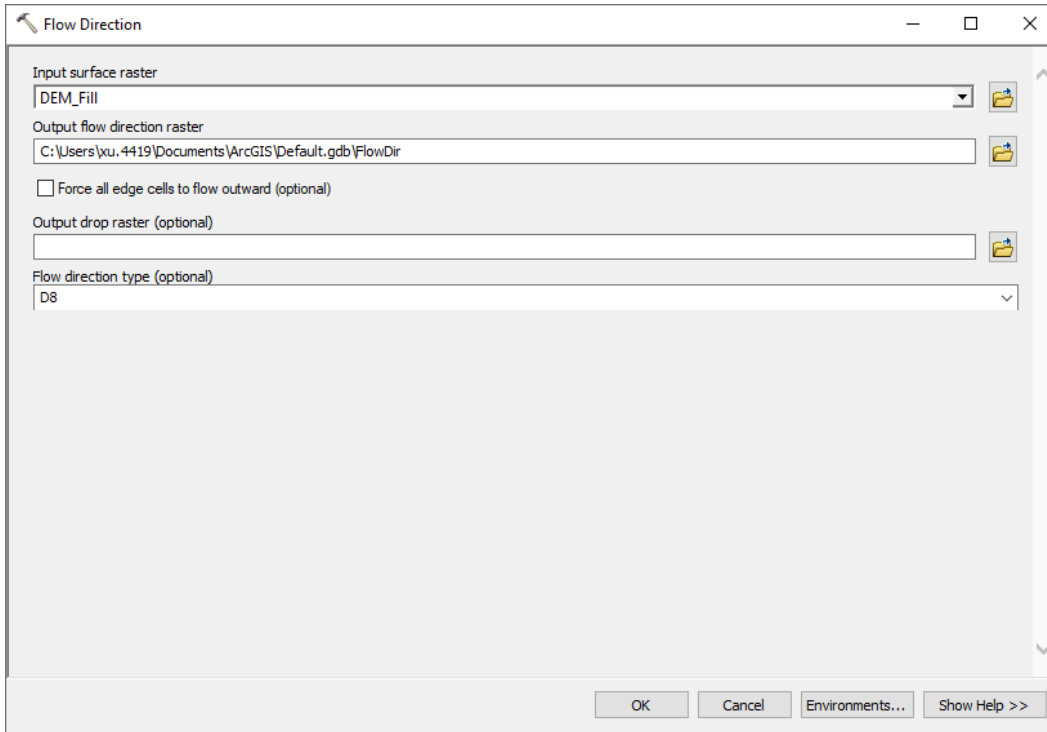 Flow Direction
Input surface raster
DEM_Fill
Output flow direction raster
C:\Users\xu.4419\Documents\ArcGIS\Default.gdb\FlowDir
Force all edge cells to flow outward (optional)
Output drop raster (optional)
Flow direction type (optional)
D8
OK Cancel Environments... Show Help >>